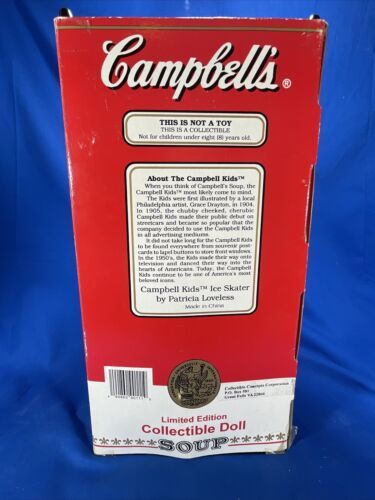 Campbell's®
THIS IS NOT A TOY
THIS IS A COLLECTIBLE
Not for children under eight (8) years old.
About The Campbell Kids™
When you think of Campbell's Soup, the
Campbell Kids™ most likely come to mind.
The Kids were first illustrated by a local
Philadelphia artist, Grace Drayton, in 1904.
In 1905, the chubby cheeked, cherubic
Campbell Kids made their public debut on
streetcars and became so popular that the
company decided to use the Campbell Kids
in all advertising mediums.
It did not take long for the Campbell Kids
to be found everywhere from souvenir post-
cards to lapel buttons to store front windows.
In the 1950's, the Kids made their way onto
television and danced their way into the
hearts of Americans. Today, the Campbell
Kids continue to be one of America's most
beloved icons.
Campbell Kids™ Ice Skater
by Patricia Loveless
Made in China
Collectible Concepts Corporation
P.O. Box
Great Falls VA 22066
Limited Edition
Collectible Doll
SOUP